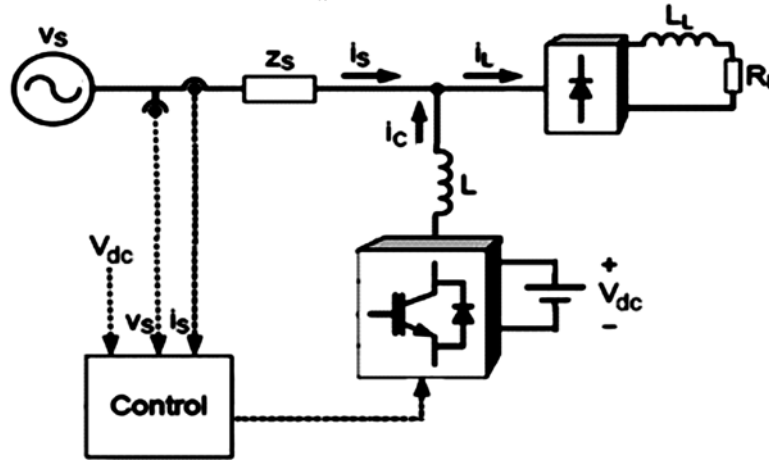 vS
zS
iS
iL
LL
R
iC
L
Vdc
vS
iS
+
Vdc
-
Control